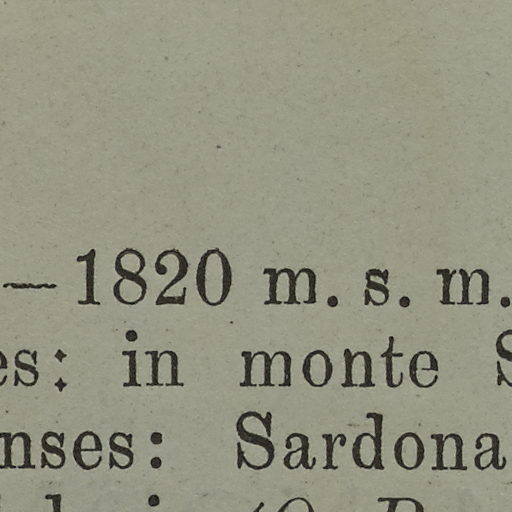 — 1820 m. s. m.
es: in monte S
nses: Sardona